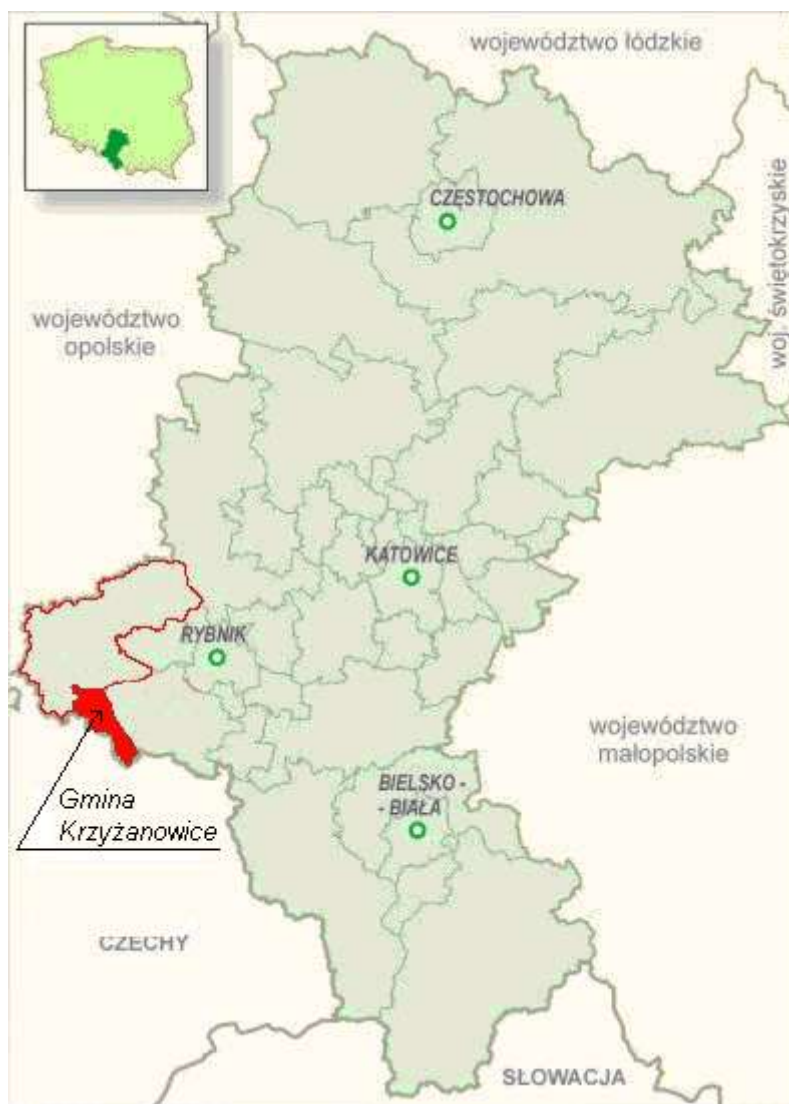 województwo łódzkie
CZĘSTOCHOWA
woj. świętokrzyskie
województwo
opolskie
KATOWICE
RYBNIK
województwo
małopolskie
BIELSKO -
- BIAŁA
Gmina
Krzyżanowice
CZECHY
SŁOWACJA